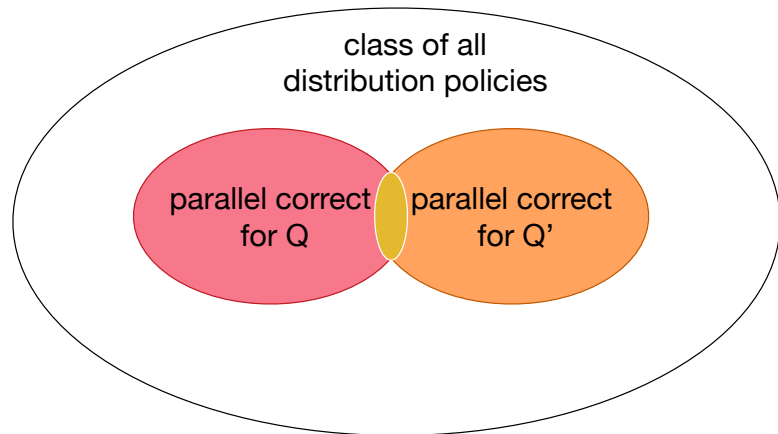 class of all
distribution policies
parallel correct
for Q
parallel correct
for Q’